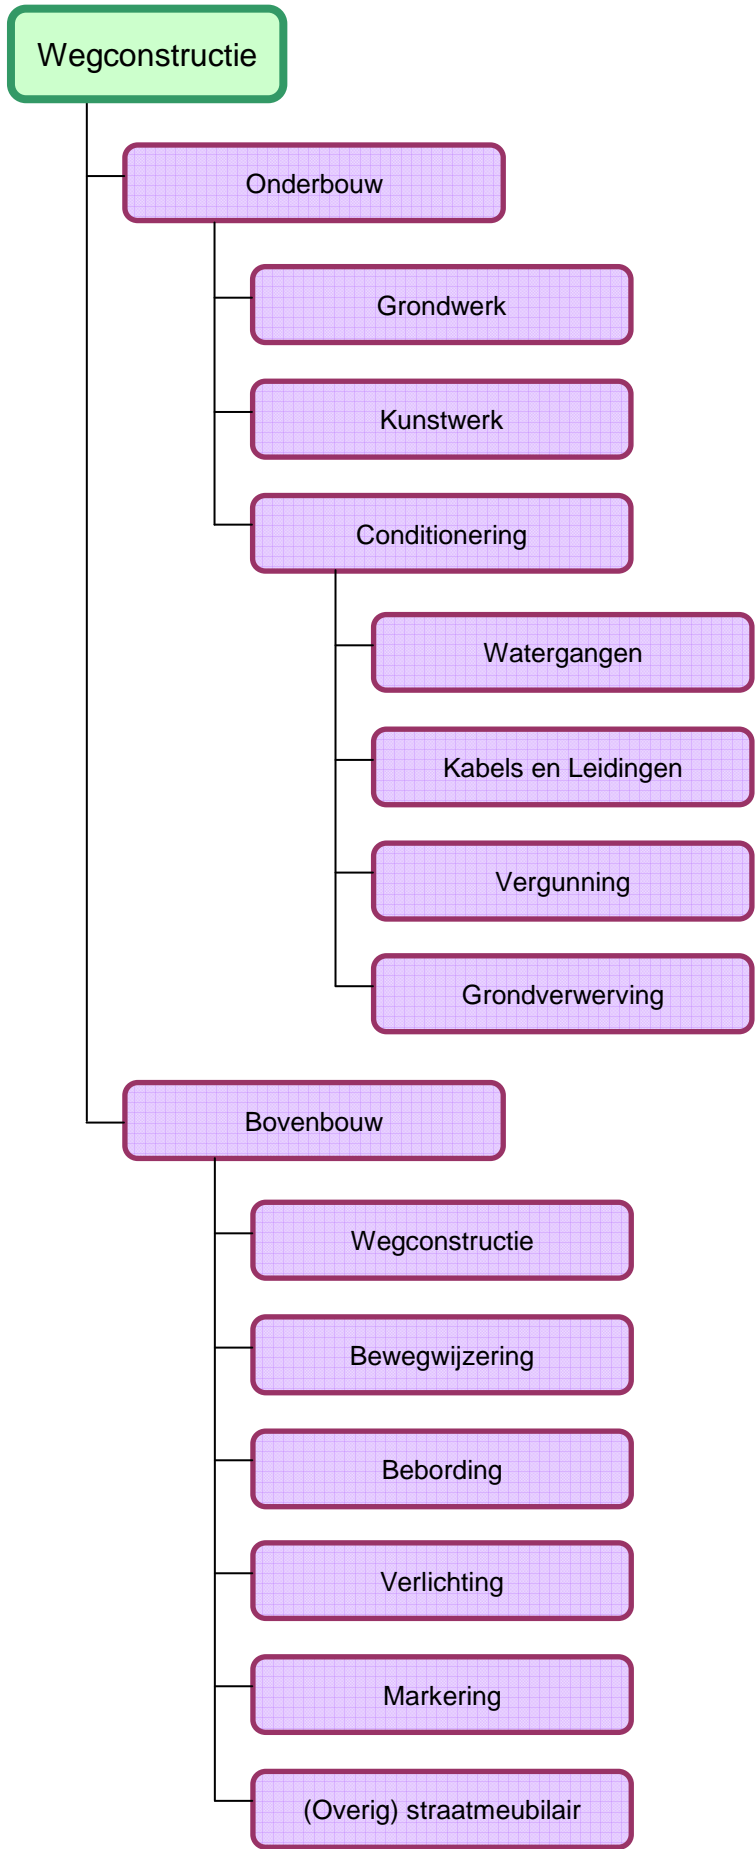 Wegconstructie
Onderbouw
Grondwerk
Kunstwerk
Conditionering
Watergangen
Kabels en Leidingen
Vergunning
Grondverwerving
Bovenbouw
Wegconstructie
Bewegwijzering
Bebording
Verlichting
Markering
(Overig) straatmeubilair